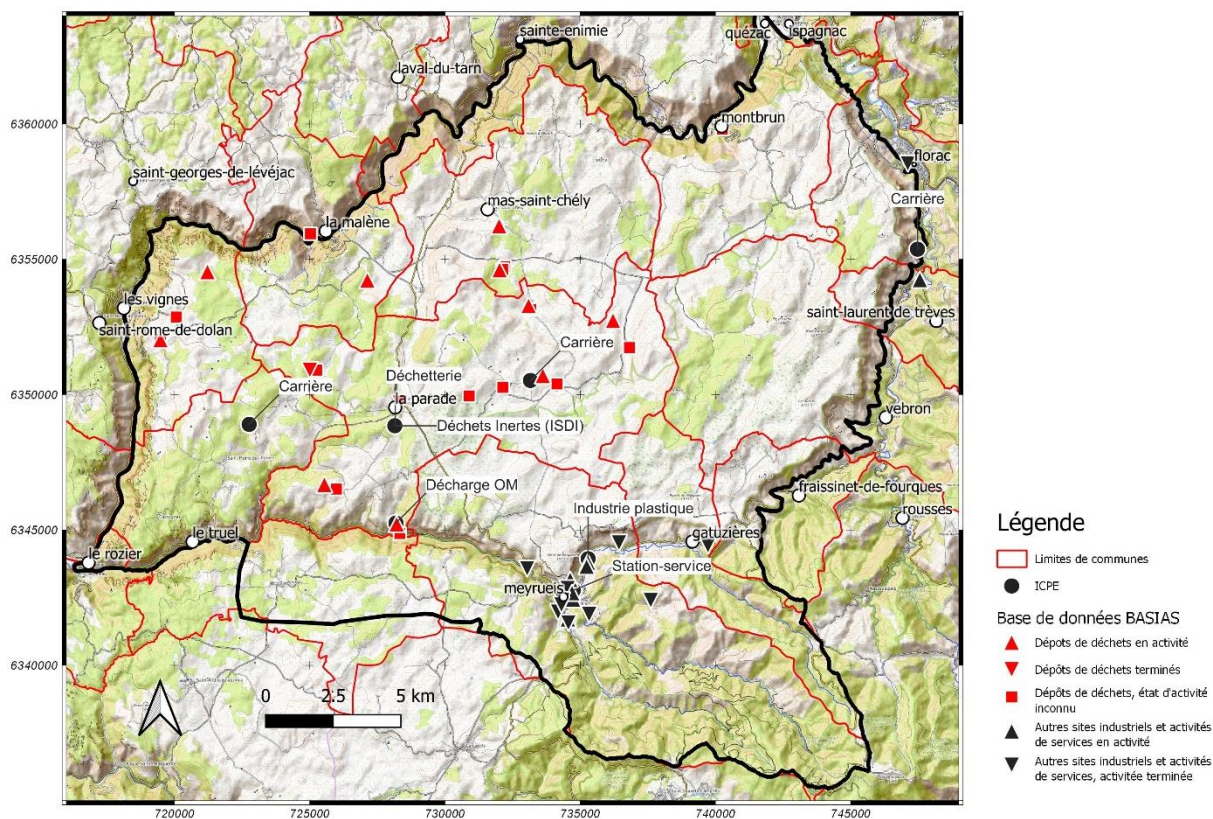 sainte-enimie
quézac
ispagnac
laval-du-tarn
6360000
montbrun
florac
saint-georges-de-lévéjac
Carrière
mas-saint-chély
la malène
6355000
les vignes
saint-laurent de trèves
saint-rome-de-dolan
Carrière
6350000
Carrière
Déchetterie
la parade
vebron
Déchets Inertes (ISDI)
Décharge OM
fraissinet-de-fourques
Industrie plastique
rousses
6345000
le truel
gatuzières
le rozier
Station-service
meyrueis
6340000
0 2.5 5 km
720000 725000 730000 735000 740000 745000
Légende
Limites de communes
ICPE
Base de données BASIAS
Dépots de déchets en activité
Dépôts de déchets terminés
Dépôts de déchets, état d'activité
inconnu
Autres sites industriels et activités
de services en activité
Autres sites industriels et activités
de services, activitée terminée